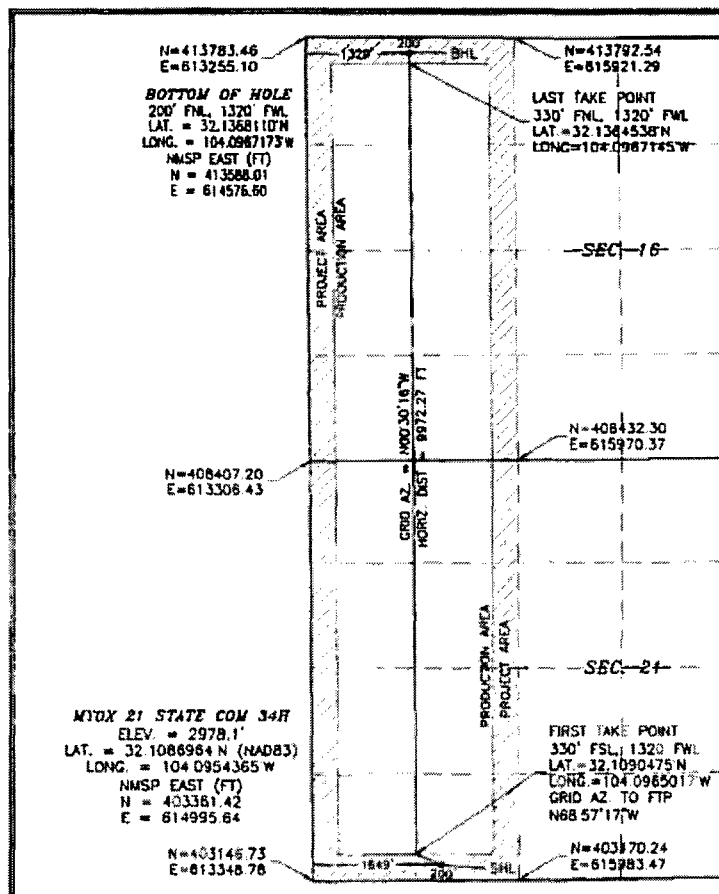 N=413783.46
E=613255.10
1320'
200'
BHL
N=413792.54
E=615921.29
BOTTOM OF HOLE
200' FNL, 1320' FWL
LAT. = 32.1368110'N
LONG. = 104.0967173'W
NMSP EAST (FT)
N = 413588.01
E = 614576.60
LAST TAKE POINT
330' FNL, 1320' FWL
LAT.=32.1364538'N
LONG=104.0967145'W
PROJECT AREA
PRODUCTION AREA
SEC. 16
GRID AZ. = N00°30'16"W
HORIZ. DIST = 9972.27 FT
N=408432.30
E=615970.37
N=408407.20
E=613306.43
PRODUCTION AREA
PROJECT AREA
SEC. 21
MYOX 21 STATE COM 34H
ELEV. = 2978.1'
LAT. = 32.1086964'N (NAD83)
LONG. = 104.0954365'W
NMSP EAST (FT)
N = 403361.42
E = 614995.64
FIRST TAKE POINT
330' FSL, 1320 FWL
LAT.=32.1090475'N
LONG.=104.0965017'W
GRID AZ. TO FTP
N68°57'17"W
N=403146.73
E=613348.76
1649'
200'
SHL
N=403170.24
E=615983.47